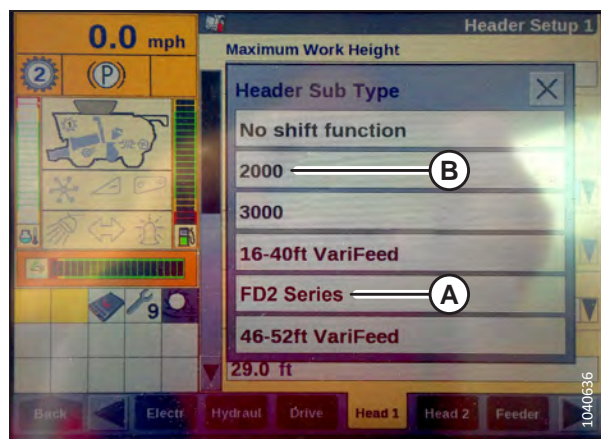 0.0 mph
Header Setup 1
Maximum Work Height
2
(P)
Header Sub Type
No shift function
2000
B
3000
16-40ft VariFeed
FD2 Series
A
46-52ft VariFeed
9
29.0 ft
Back
Electr
Hydraul
Drive
Head 1
Head 2
Feeder
1040636